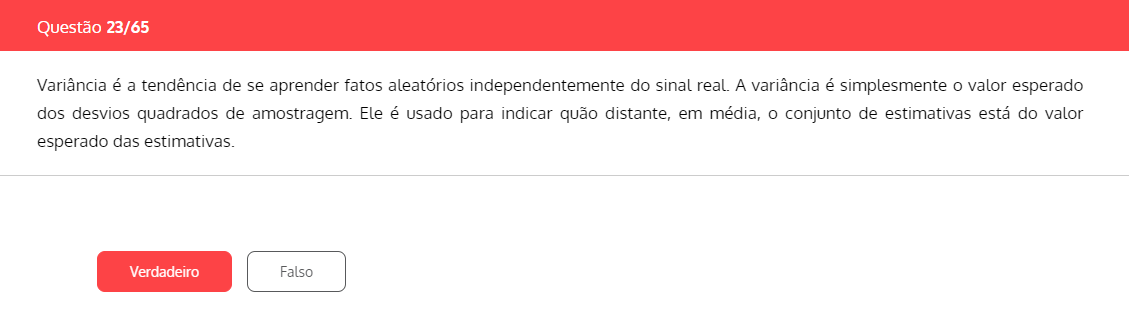 Questão 23/65
Variância é a tendência de se aprender fatos aleatórios independentemente do sinal real. A variância é simplesmente o valor esperado
dos desvios quadrados de amostragem. Ele é usado para indicar quão distante, em média, o conjunto de estimativas está do valor
esperado das estimativas.
Verdadeiro
Falso